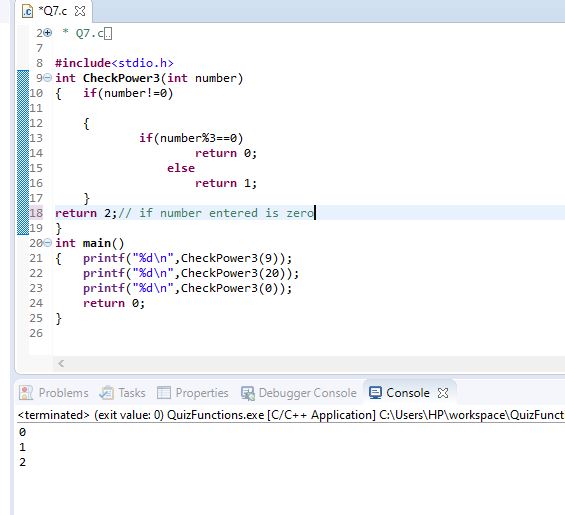 *Q7.c
2 * Q7.c
7
8 #include<stdio.h>
9 int CheckPower3(int number)
10 { if(number!=0)
11
12 {
13 if(number%3==0)
14 return 0;
15 else
16 return 1;
17 }
18 return 2;// if number entered is zero
19 }
20 int main()
21 { printf("%d\n",CheckPower3(9));
22 printf("%d\n",CheckPower3(20));
23 printf("%d\n",CheckPower3(0));
24 return 0;
25 }
26
Problems Tasks Properties Debugger Console Console
<terminated> (exit value: 0) QuizFunctions.exe [C/C++ Application] C:\Users\HP\workspace\QuizFunct
0
1
2